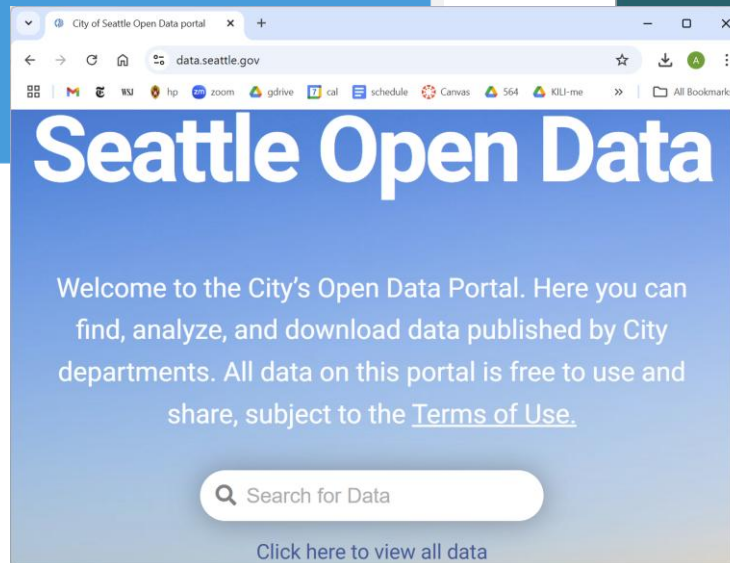 City of Seattle Open Data portal
data.seattle.gov
A
M WSJ hp zoom gdrive 7 cal schedule Canvas 564 KILI-me » All Bookmarks
Seattle Open Data
Welcome to the City's Open Data Portal. Here you can
find, analyze, and download data published by City
departments. All data on this portal is free to use and
share, subject to the Terms of Use.
Search for Data
Click here to view all data